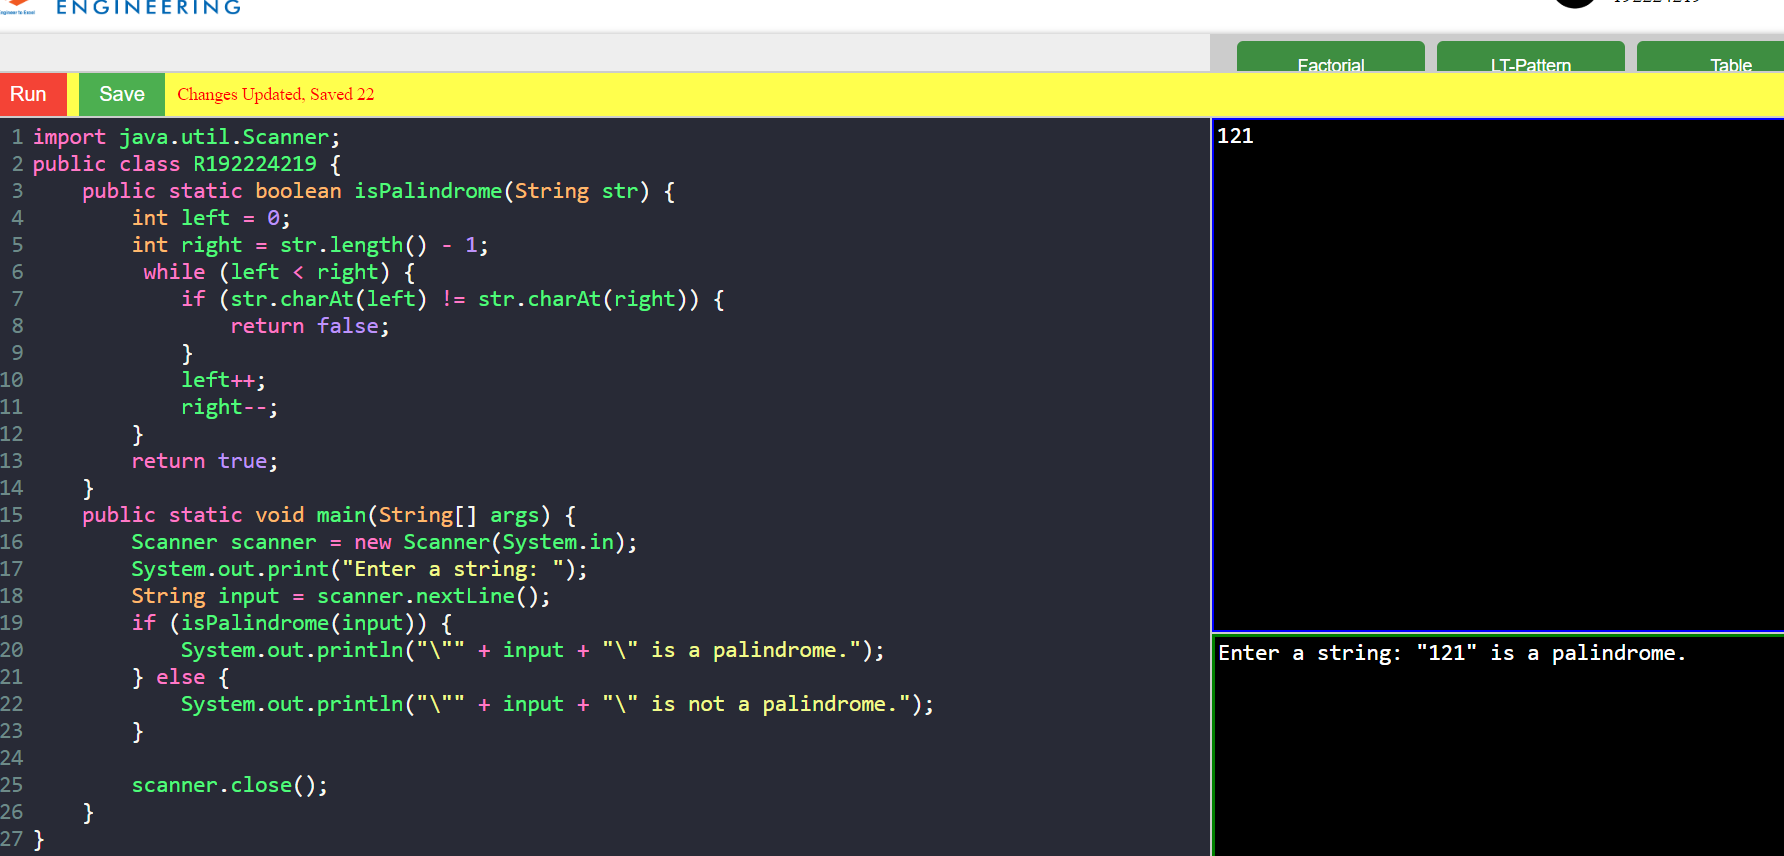 ENGINEERING
Factorial
LT-Pattern
Table
Run
Save
Changes Updated, Saved 22
1 import java.util.Scanner;
2 public class R192224219 {
3     public static boolean isPalindrome(String str) {
4         int left = 0;
5         int right = str.length() - 1;
6          while (left < right) {
7             if (str.charAt(left) != str.charAt(right)) {
8                 return false;
9             }
10             left++;
11             right--;
12         }
13         return true;
14     }
15     public static void main(String[] args) {
16         Scanner scanner = new Scanner(System.in);
17         System.out.print("Enter a string: ");
18         String input = scanner.nextLine();
19         if (isPalindrome(input)) {
20             System.out.println("\"" + input + "\" is a palindrome.");
21         } else {
22             System.out.println("\"" + input + "\" is not a palindrome.");
23         }
24
25         scanner.close();
26     }
27 }
121
Enter a string: "121" is a palindrome.